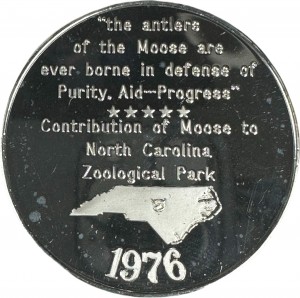 "the antlers
of the Moose are
ever borne in defense of
Purity, Aid—Progress"
★★★★★
Contribution of Moose to
North Carolina
Zoological Park
1976